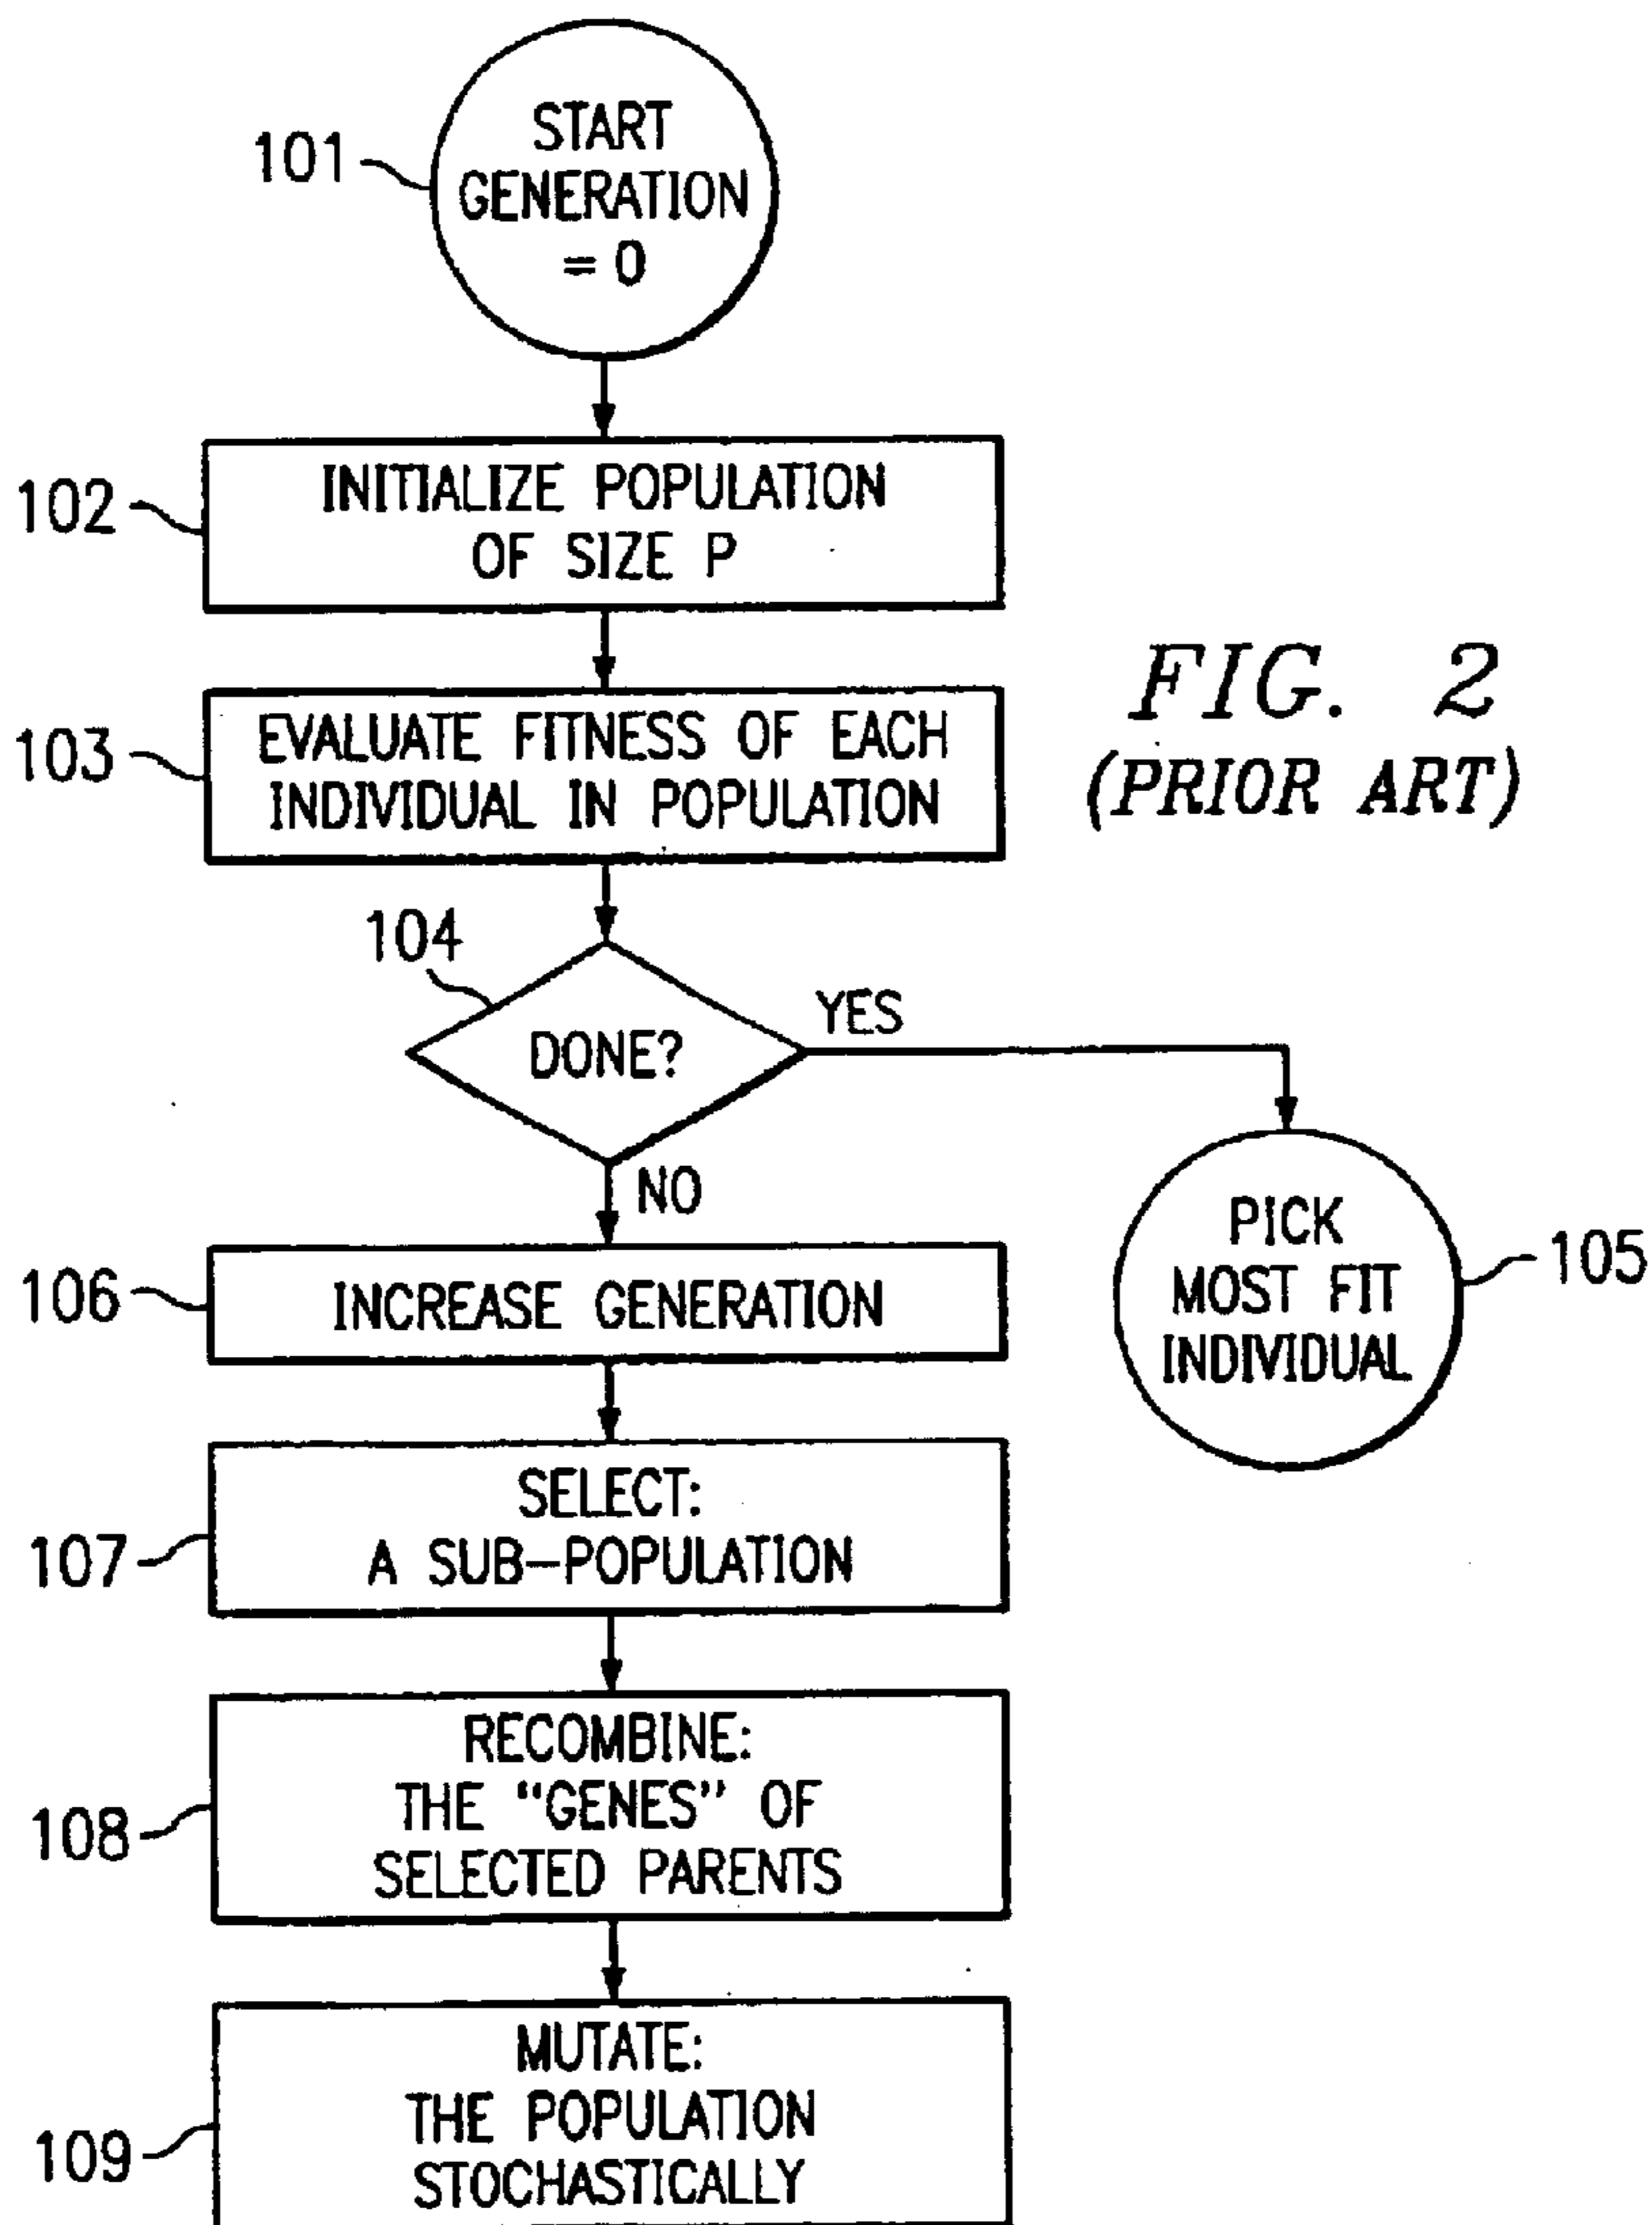 101
START
GENERATION
= 0
102
INITIALIZE POPULATION
OF SIZE P
FIG. 2
(PRIOR ART)
103
EVALUATE FITNESS OF EACH
INDIVIDUAL IN POPULATION
104
DONE?
YES
NO
PICK
MOST FIT
INDIVIDUAL
105
106
INCREASE GENERATION
107
SELECT:
A SUB-POPULATION
108
RECOMBINE:
THE "GENES" OF
SELECTED PARENTS
109
MUTATE:
THE POPULATION
STOCHASTICALLY